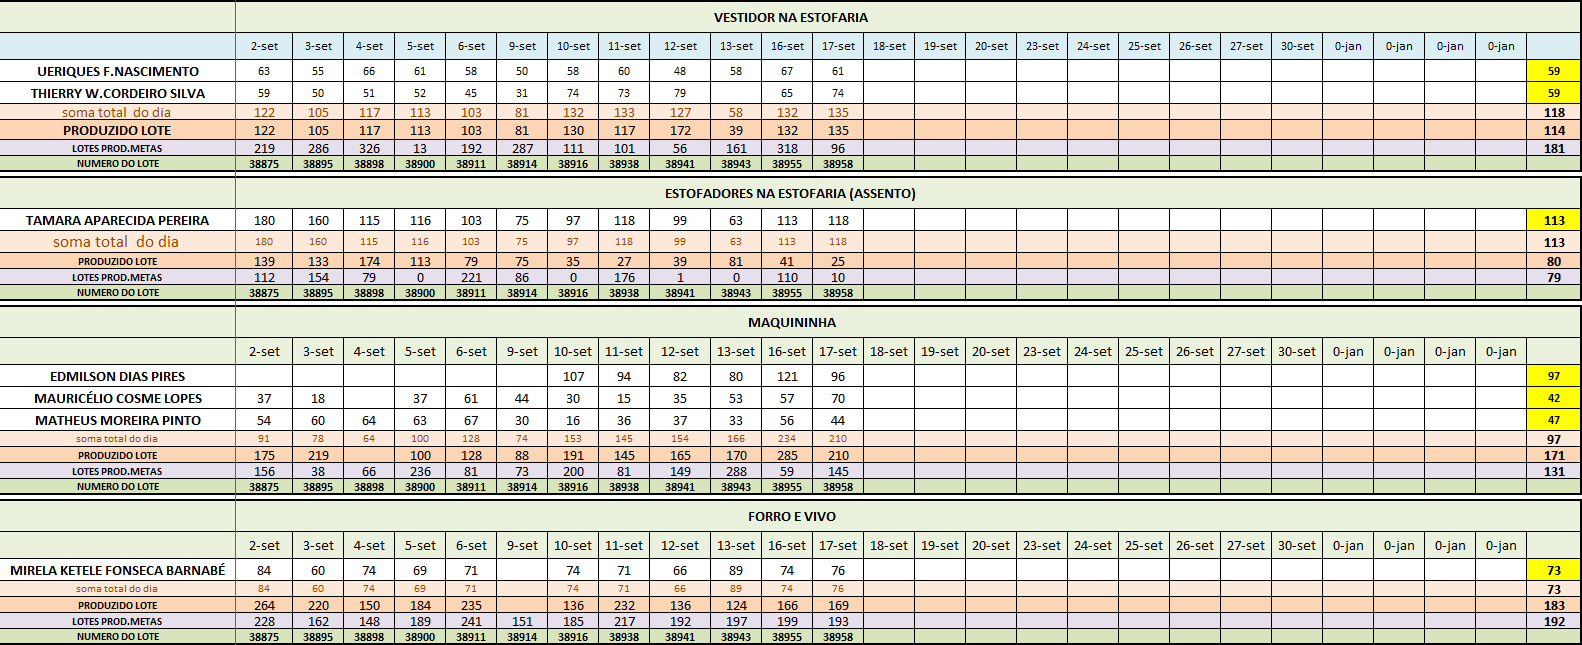 VESTIDOR NA ESTOFARIA
2-set 3-set 4-set 5-set 6-set 9-set 10-set 11-set 12-set 13-set 16-set 17-set 18-set 19-set 20-set 23-set 24-set 25-set 26-set 27-set 30-set 0-jan 0-jan 0-jan 0-jan
UERIQUES F.NASCIMENTO 63 55 66 61 58 50 58 60 48 58 67 61 59
THIERRY W.CORDEIRO SILVA 59 50 51 52 45 31 74 73 79 65 74 59
soma total do dia 122 105 117 113 103 81 132 133 127 58 132 135 118
PRODUZIDO LOTE 122 105 117 113 103 81 130 117 172 39 132 135 114
LOTES PROD.METAS 219 286 326 13 192 287 111 101 56 161 318 96 181
NUMERO DO LOTE 38875 38895 38898 38900 38911 38914 38916 38938 38941 38943 38955 38958
ESTOFADORES NA ESTOFARIA (ASSENTO)
TAMARA APARECIDA PEREIRA 180 160 115 116 103 75 97 118 99 63 113 118 113
soma total do dia 180 160 115 116 103 75 97 118 99 63 113 118 113
PRODUZIDO LOTE 139 133 174 113 79 75 35 27 39 81 41 25 80
LOTES PROD.METAS 112 154 79 0 221 86 0 176 1 0 110 10 79
NUMERO DO LOTE 38875 38895 38898 38900 38911 38914 38916 38938 38941 38943 38955 38958
MAQUININHA
2-set 3-set 4-set 5-set 6-set 9-set 10-set 11-set 12-set 13-set 16-set 17-set 18-set 19-set 20-set 23-set 24-set 25-set 26-set 27-set 30-set 0-jan 0-jan 0-jan 0-jan
EDMILSON DIAS PIRES 107 94 82 80 121 96 97
MAURICÉLIO COSME LOPES 37 18 37 61 44 30 15 35 53 57 70 42
MATHEUS MOREIRA PINTO 54 60 64 63 67 30 16 36 37 33 56 44 47
soma total do dia 91 78 64 100 128 74 153 145 154 166 234 210 97
PRODUZIDO LOTE 175 219 100 128 88 191 145 165 170 285 210 171
LOTES PROD.METAS 156 38 66 236 81 73 200 81 149 288 59 145 131
NUMERO DO LOTE 38875 38895 38898 38900 38911 38914 38916 38938 38941 38943 38955 38958
FORRO E VIVO
2-set 3-set 4-set 5-set 6-set 9-set 10-set 11-set 12-set 13-set 16-set 17-set 18-set 19-set 20-set 23-set 24-set 25-set 26-set 27-set 30-set 0-jan 0-jan 0-jan 0-jan
MIRELA KETELE FONSECA BARNABÉ 84 60 74 69 71 74 71 66 89 74 76 73
soma total do dia 84 60 74 69 71 74 71 66 89 74 76 73
PRODUZIDO LOTE 264 220 150 184 235 136 232 136 124 166 169 183
LOTES PROD.METAS 228 162 148 189 241 151 185 217 192 197 199 193 192
NUMERO DO LOTE 38875 38895 38898 38900 38911 38914 38916 38938 38941 38943 38955 38958